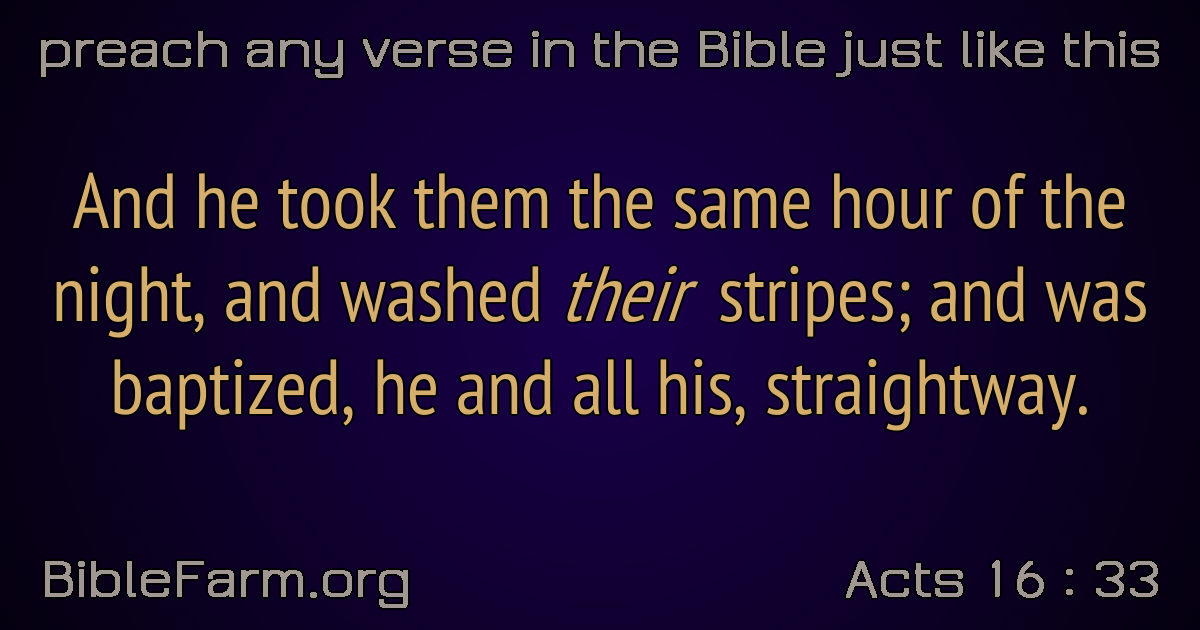 preach any verse in the Bible just like this
And he took them the same hour of the
night, and washed their stripes; and was
baptized, he and all his, straightway.
BibleFarm.org
Acts 16 : 33